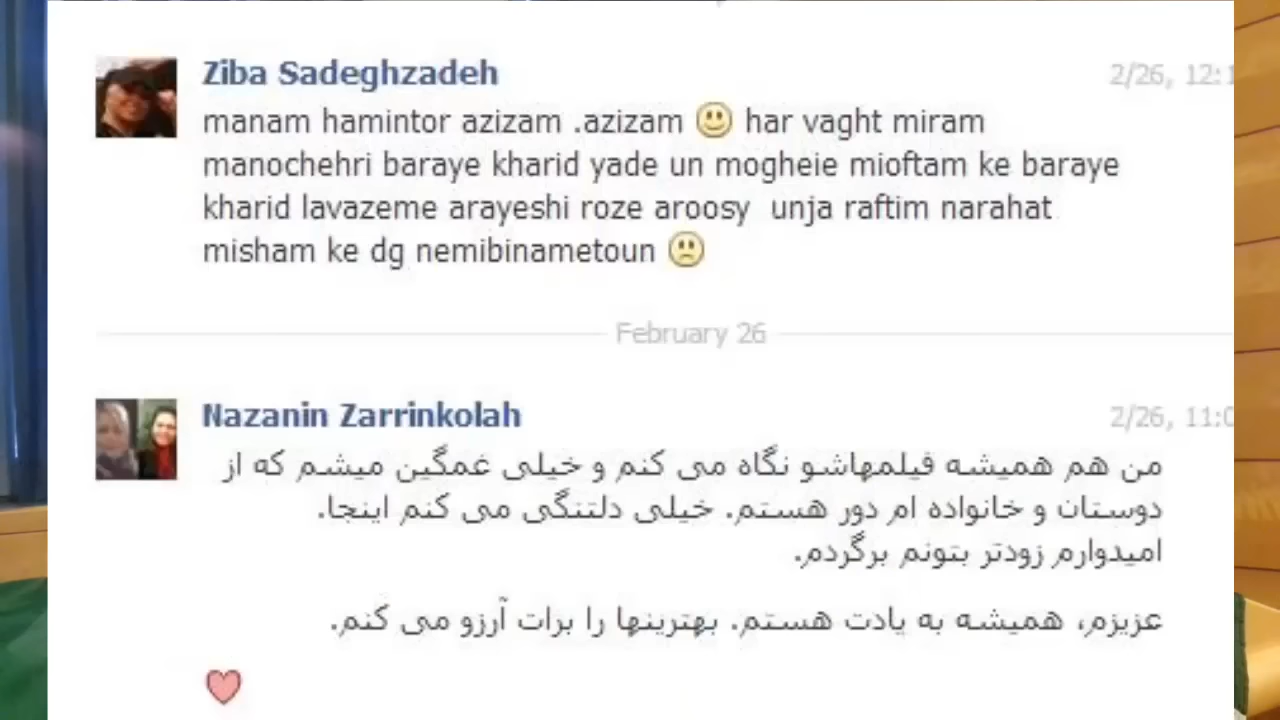 Ziba Sadeghzadeh
2/26, 12:1
manam hamintor azizam .azizam 🙂 har vaght miram
manochehri baraye kharid yade un mogheie mioftam ke baraye
kharid lavazeme arayeshi roze aroosy unja raftim narahat
misham ke dg nemibinametoun 🙁
February 26
Nazanin Zarrinkolah
2/26, 11:0
من هم همیشه فیلمهاشو نگاه می کنم و خیلی غمگین میشم که از
دوستان و خانواده ام دور هستم. خیلی دلتنگی می کنم اینجا.
امیدوارم زودتر بتونم برگردم.
عزیزم، همیشه به یادت هستم. بهترینها را برات آرزو می کنم.